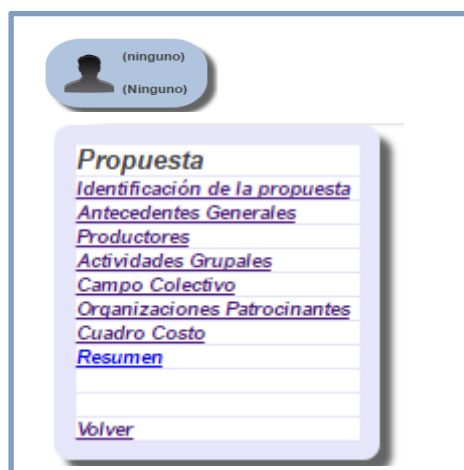 (ninguno)
(Ninguno)
Propuesta
Identificación de la propuesta
Antecedentes Generales
Productores
Actividades Grupales
Campo Colectivo
Organizaciones Patrocinantes
Cuadro Costo
Resumen
Volver